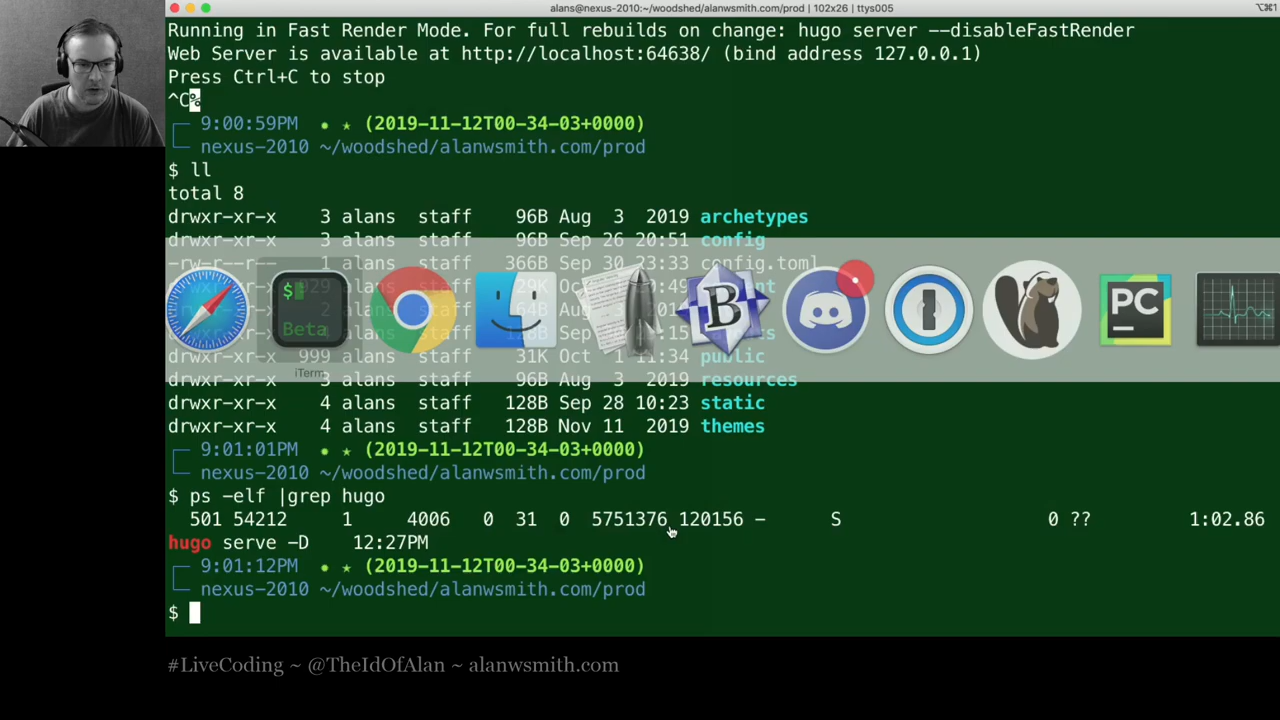 alans@nexus-2010:~/woodshed/alanwsmith.com/prod | 102x26 | ttys005
⌥⌘1
Running in Fast Render Mode. For full rebuilds on change: hugo server --disableFastRender
Web Server is available at http://localhost:64638/ (bind address 127.0.0.1)
Press Ctrl+C to stop
^C%
9:00:59PM ● ★ (2019-11-12T00-34-03+0000)
nexus-2010 ~/woodshed/alanwsmith.com/prod
$ ll
total 8
drwxr-xr-x 3 alans staff 96B Aug 3 2019 archetypes
drwxr-xr-x 3 alans staff 96B Sep 26 20:51 config
-rw-r--r-- 1 alans staff 366B Sep 30 23:33 config.toml
$ Beta
B
PC
999 31K Oct 1 11:34 public
iTerm
drwxr-xr-x 3 alans staff 96B Aug 3 2019 resources
drwxr-xr-x 4 alans staff 128B Sep 28 10:23 static
drwxr-xr-x 4 alans staff 128B Nov 11 2019 themes
9:01:01PM ● ★ (2019-11-12T00-34-03+0000)
nexus-2010 ~/woodshed/alanwsmith.com/prod
$ ps -elf |grep hugo
501 54212 1 4006 0 31 0 5751376 120156 - S 0 ?? 1:02.86
hugo serve -D 12:27PM
9:01:12PM ● ★ (2019-11-12T00-34-03+0000)
nexus-2010 ~/woodshed/alanwsmith.com/prod
$
#LiveCoding ~ @TheIdOfAlan ~ alanwsmith.com